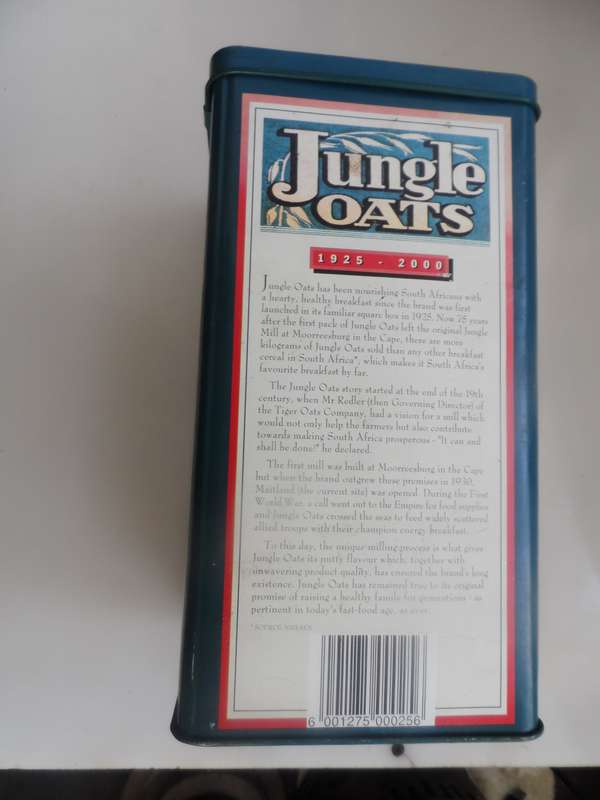 Jungle
OATS
1925 - 2000
Jungle Oats has been nourishing South Africans with
a hearty, healthy breakfast since the brand was first
launched in its familiar square box in 1925. Now 75 years
after the first pack of Jungle Oats left the original Jungle
Mill at Moorreesburg in the Cape, there are more
kilograms of Jungle Oats sold than any other breakfast
cereal in South Africa*, which makes it South Africa's
favourite breakfast by far.
The Jungle Oats story started at the end of the 19th
century, when Mr Redler (then Governing Director) of
the Tiger Oats Company, had a vision for a mill which
would not only help the farmers but also contribute
towards making South Africa prosperous - "It can and
shall be done!" he declared.
The first mill was built at Moorreesburg in the Cape
but when the brand outgrew these premises in 1930,
Maitland (the current site) was opened. During the First
World War, a call went out to the Empire for food supplies
and Jungle Oats crossed the seas to feed widely scattered
allied troops with their champion energy breakfast.
To this day, the unique milling process is what gives
Jungle Oats its nutty flavour which, together with
unwavering product quality, has ensured the brand's long
existence. Jungle Oats has remained true to its original
promise of raising a healthy family for generations - as
pertinent in today's fast-food age, as ever.
* SOURCE: NIELSEN
6 001275 000256